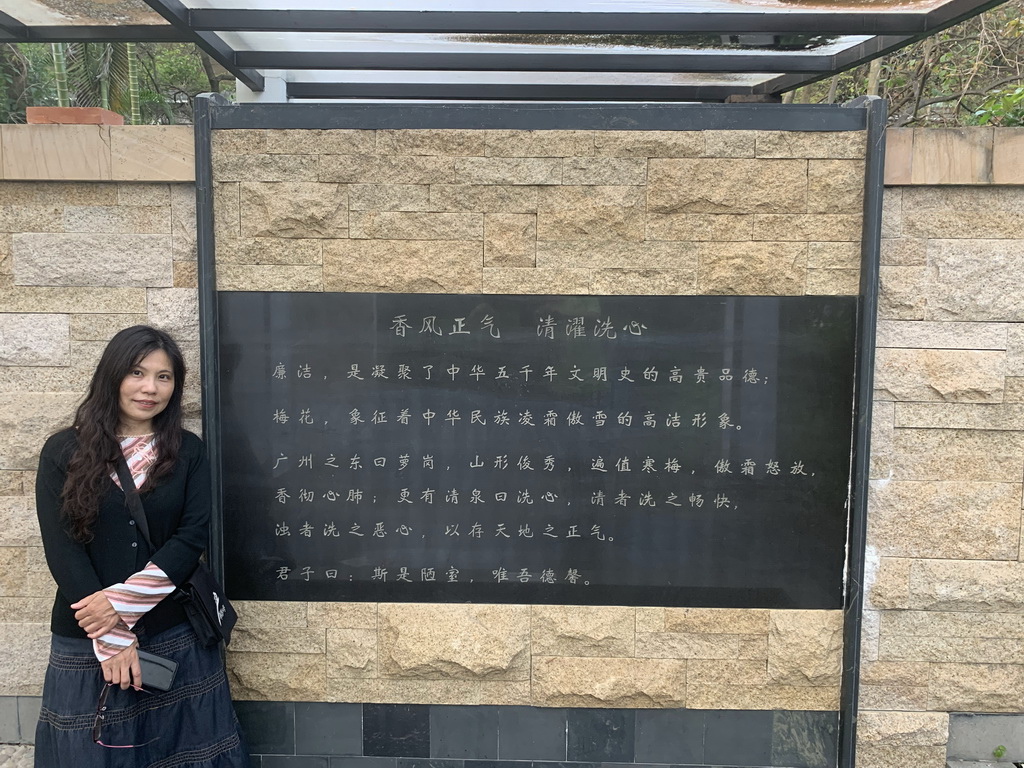 香风正气 清濯洗心
廉洁，是凝聚了中华五千年文明史的高贵品德；
梅花，象征着中华民族凌霜傲雪的高洁形象。
广州之东曰萝岗，山形俊秀，遍值寒梅，傲霜怒放，
香彻心肺；更有清泉曰洗心，清者洗之畅快，
浊者洗之恶心，以存天地之正气。
君子曰：斯是陋室，唯吾德馨。